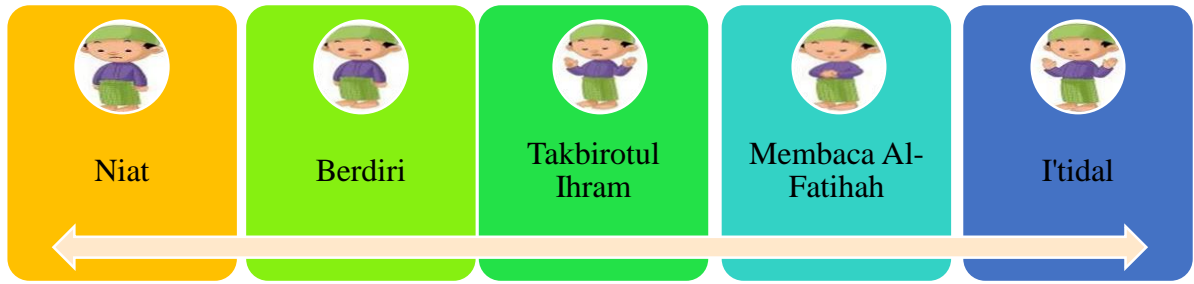 Niat
Berdiri
Takbirotul
Ihram
Membaca Al-
Fatihah
I'tidal